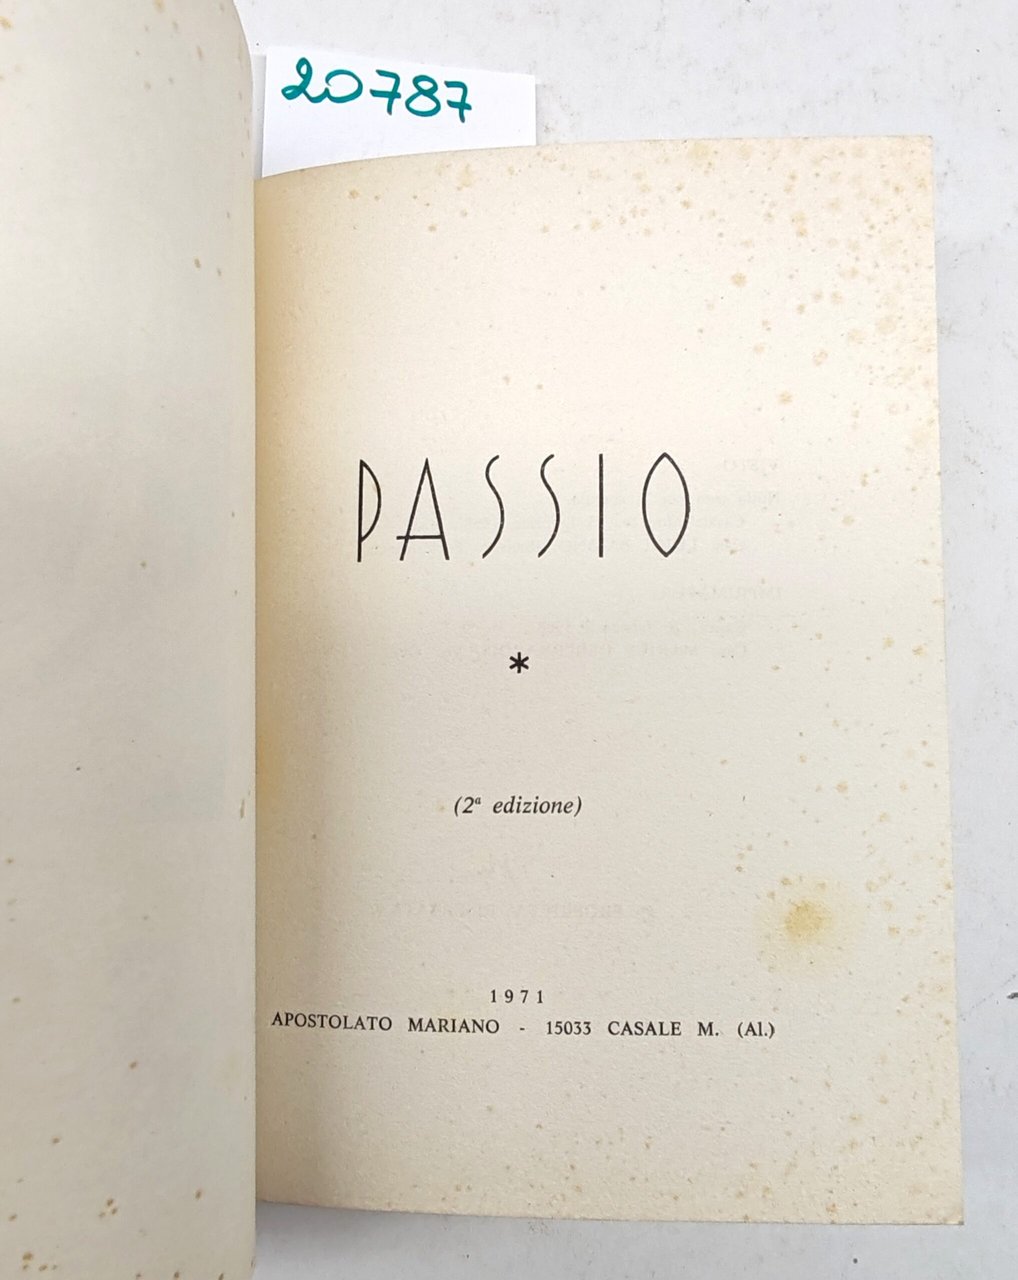 20787
PASSIO
*
(2ª edizione)
1971
APOSTOLATO MARIANO - 15033 CASALE M. (Al.)